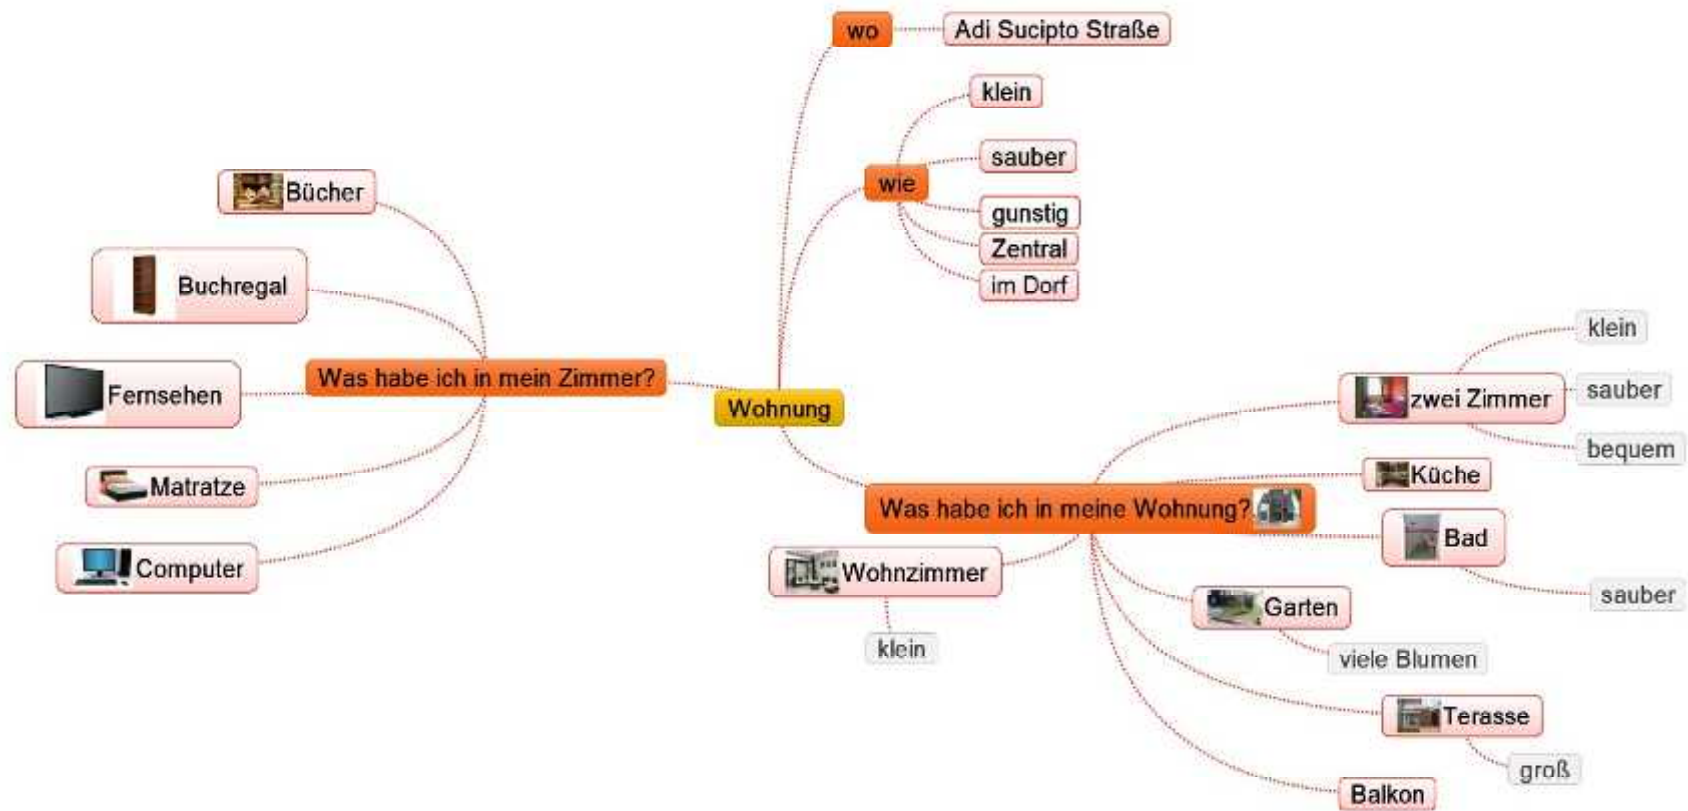 wo
Adi Sucipto Straße
klein
sauber
wie
gunstig
Zentral
im Dorf
Bücher
Buchregal
Fernsehen
Matratze
Computer
Was habe ich in mein Zimmer?
Wohnung
Was habe ich in meine Wohnung?
zwei Zimmer
klein
sauber
bequem
Küche
Bad
sauber
Wohnzimmer
klein
Garten
viele Blumen
Terasse
groß
Balkon